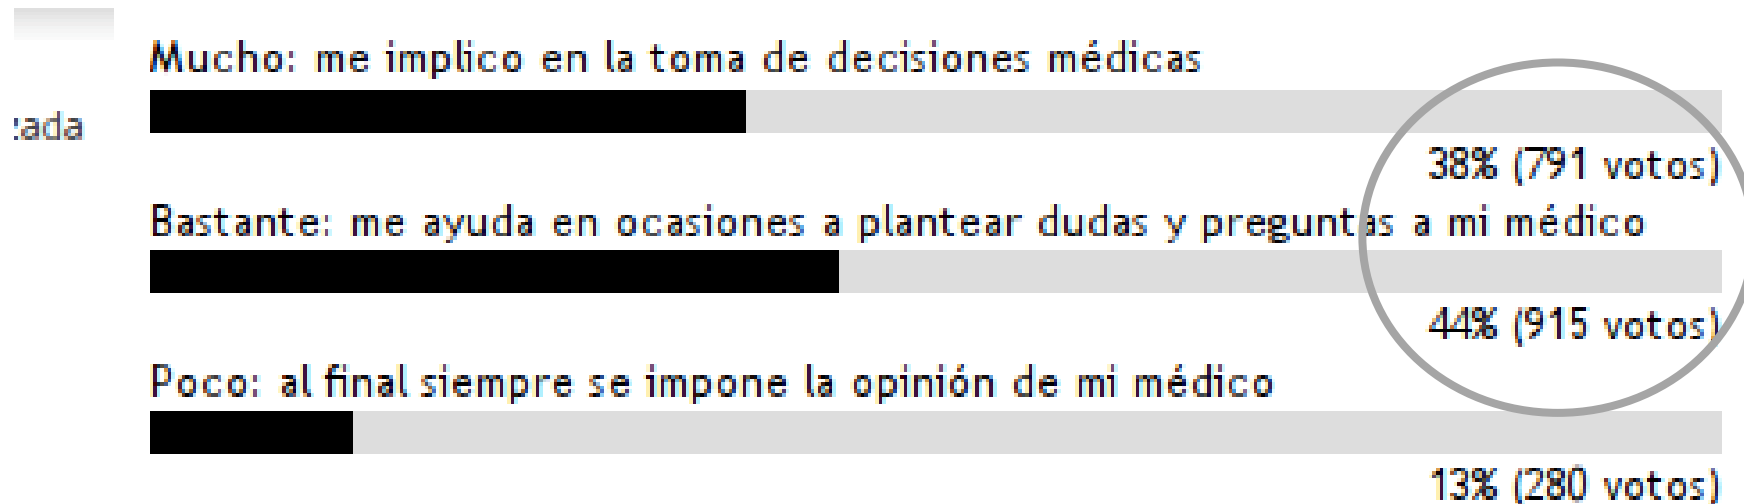 Mucho: me implico en la toma de decisiones médicas
38% (791 votos)
Bastante: me ayuda en ocasiones a plantear dudas y preguntas a mi médico
44% (915 votos)
Poco: al final siempre se impone la opinión de mi médico
13% (280 votos)